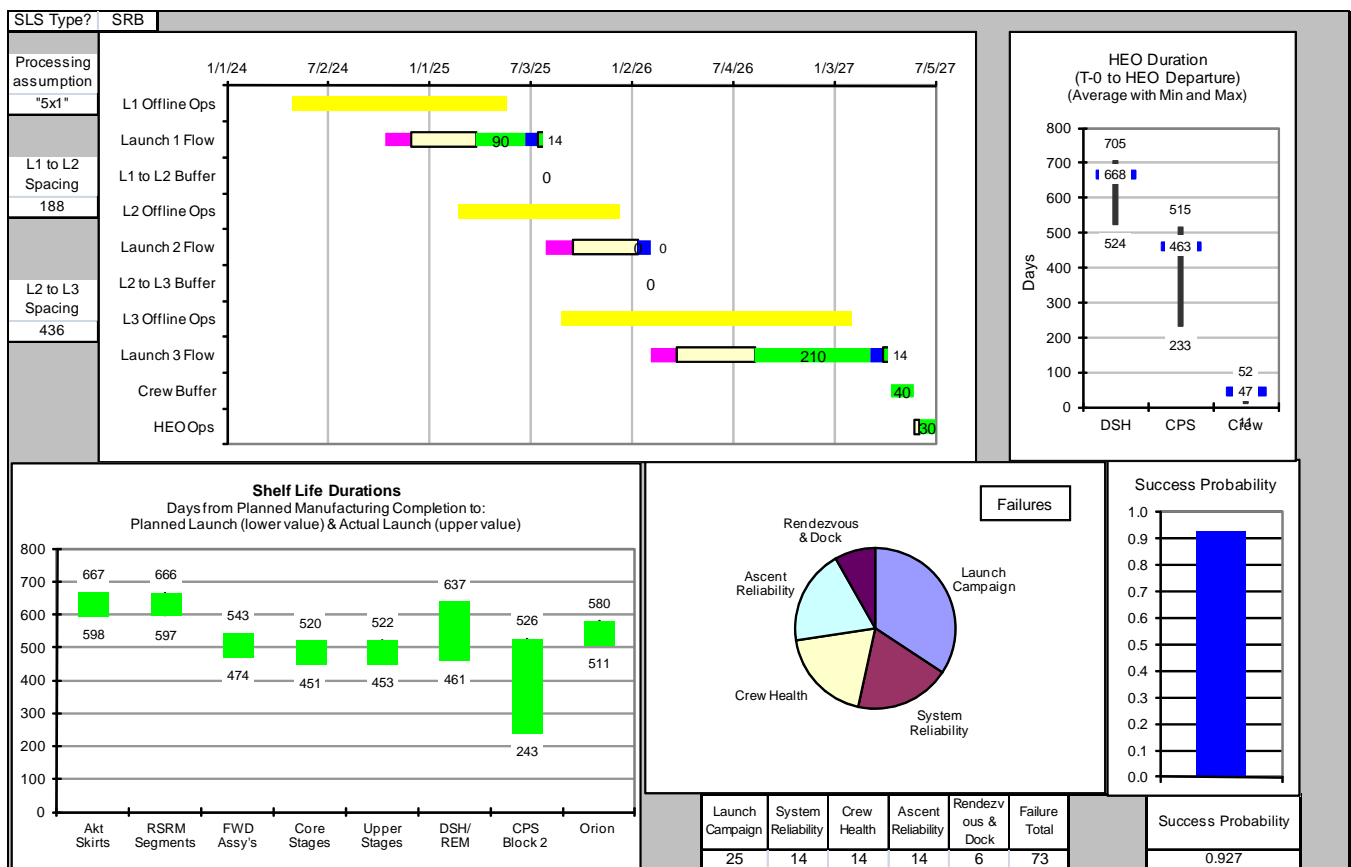 SLS Type? SRB
Processing
assumption
"5x1"
L1 to L2
Spacing
188
L2 to L3
Spacing
436
1/1/24 7/2/24 1/1/25 7/3/25 1/2/26 7/4/26 1/3/27 7/5/27
L1 Offline Ops
Launch 1 Flow 90 14
L1 to L2 Buffer 0
L2 Offline Ops
Launch 2 Flow 0 0
L2 to L3 Buffer 0
L3 Offline Ops
Launch 3 Flow 210 14
Crew Buffer 40
HEO Ops 30
HEO Duration
(T-0 to HEO Departure)
(Average with Min and Max)
Days
800
700
600
500
400
300
200
100
0
705
668
524
515
463
233
52
47
11
DSH CPS Crew
Shelf Life Durations
Days from Planned Manufacturing Completion to:
Planned Launch (lower value) & Actual Launch (upper value)
800
700
600
500
400
300
200
100
0
667 666 543 520 522 637 526 580
598 597 474 451 453 461 243 511
Akt
Skirts
RSRM
Segments
FWD
Assy's
Core
Stages
Upper
Stages
DSH/
REM
CPS
Block 2
Orion
Failures
Rendezvous
& Dock
Launch
Campaign
Ascent
Reliability
Crew Health
System
Reliability
Success Probability
1.0
0.9
0.8
0.7
0.6
0.5
0.4
0.3
0.2
0.1
0.0
Launch
Campaign
System
Reliability
Crew
Health
Ascent
Reliability
Rendezv
ous &
Dock
Failure
Total
25 14 14 14 6 73
Success Probability
0.927